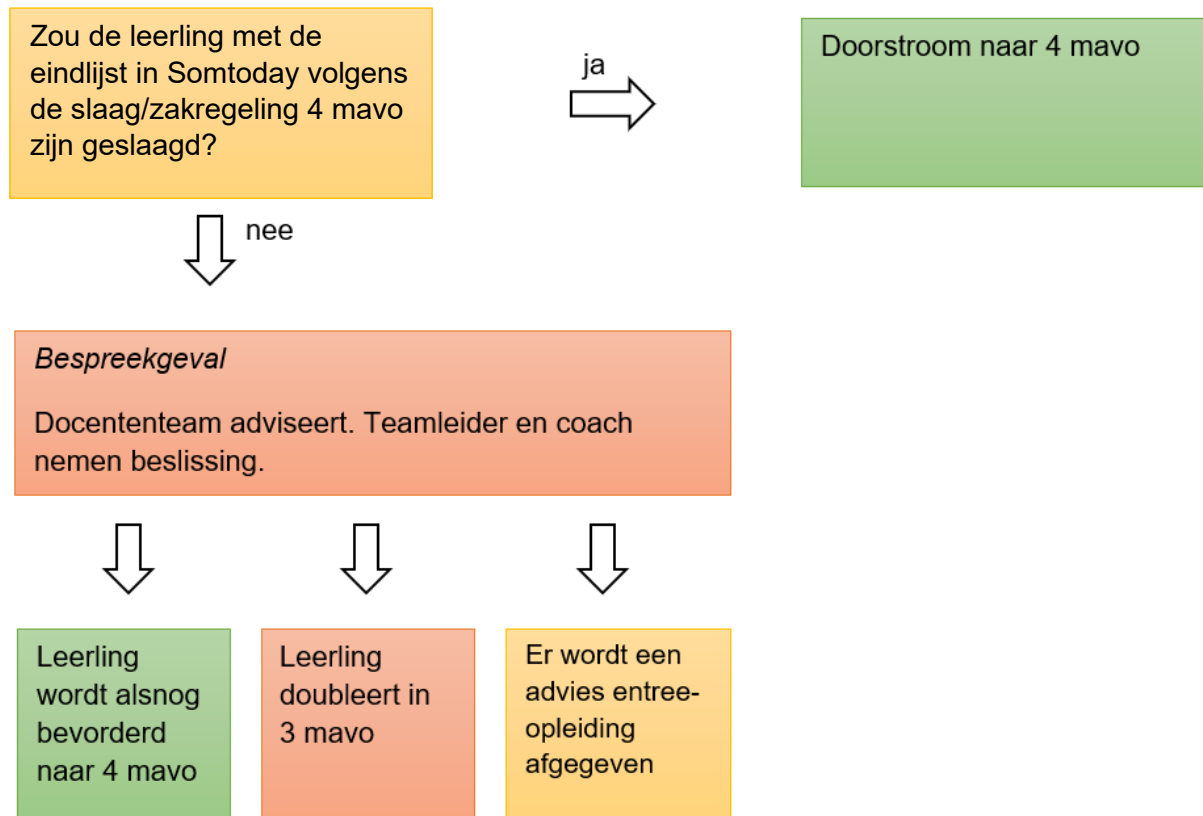 Zou de leerling met de
eindlijst in Somtoday volgens
de slaag/zakregeling 4 mavo
zijn geslaagd?
ja
Doorstroom naar 4 mavo
nee
Bespreekgeval
Docententeam adviseert. Teamleider en coach
nemen beslissing.
Leerling
wordt alsnog
bevorderd
naar 4 mavo
Leerling
doubleert in
3 mavo
Er wordt een
advies entree-
opleiding
afgegeven